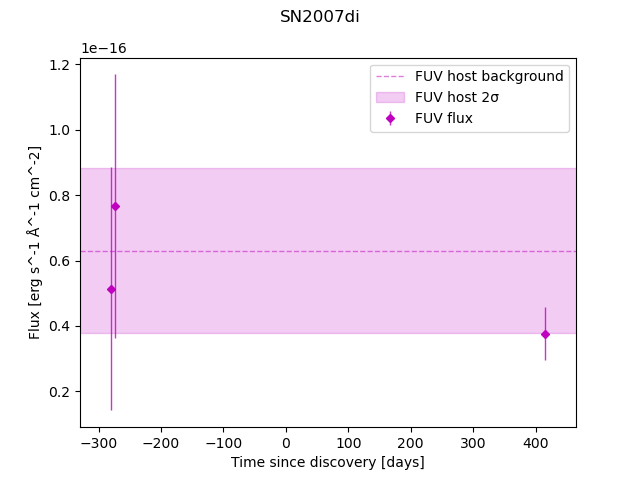 SN2007di
1e−16
FUV host background
FUV host 2σ
FUV flux
1.2
1.0
0.8
0.6
0.4
0.2
Flux [erg s^-1 Å^-1 cm^-2]
−300
−200
−100
0
100
200
300
400
Time since discovery [days]